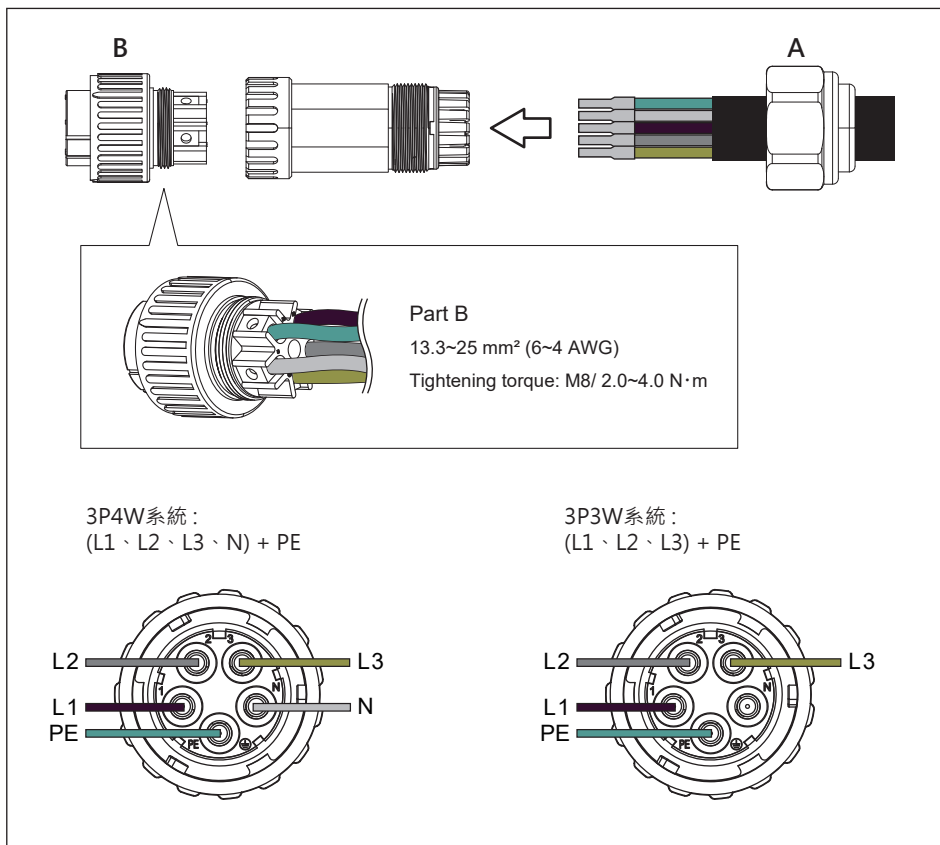 B
A
Part B
13.3~25 mm² (6~4 AWG)
Tightening torque: M8/ 2.0~4.0 N·m
3P4W系統 :
(L1、L2、L3、N) + PE
3P3W系統 :
(L1、L2、L3) + PE
2 3
L2
L3
1
N
L1
N
PE
PE
2 3
L2
L3
1
N
L1
PE
PE